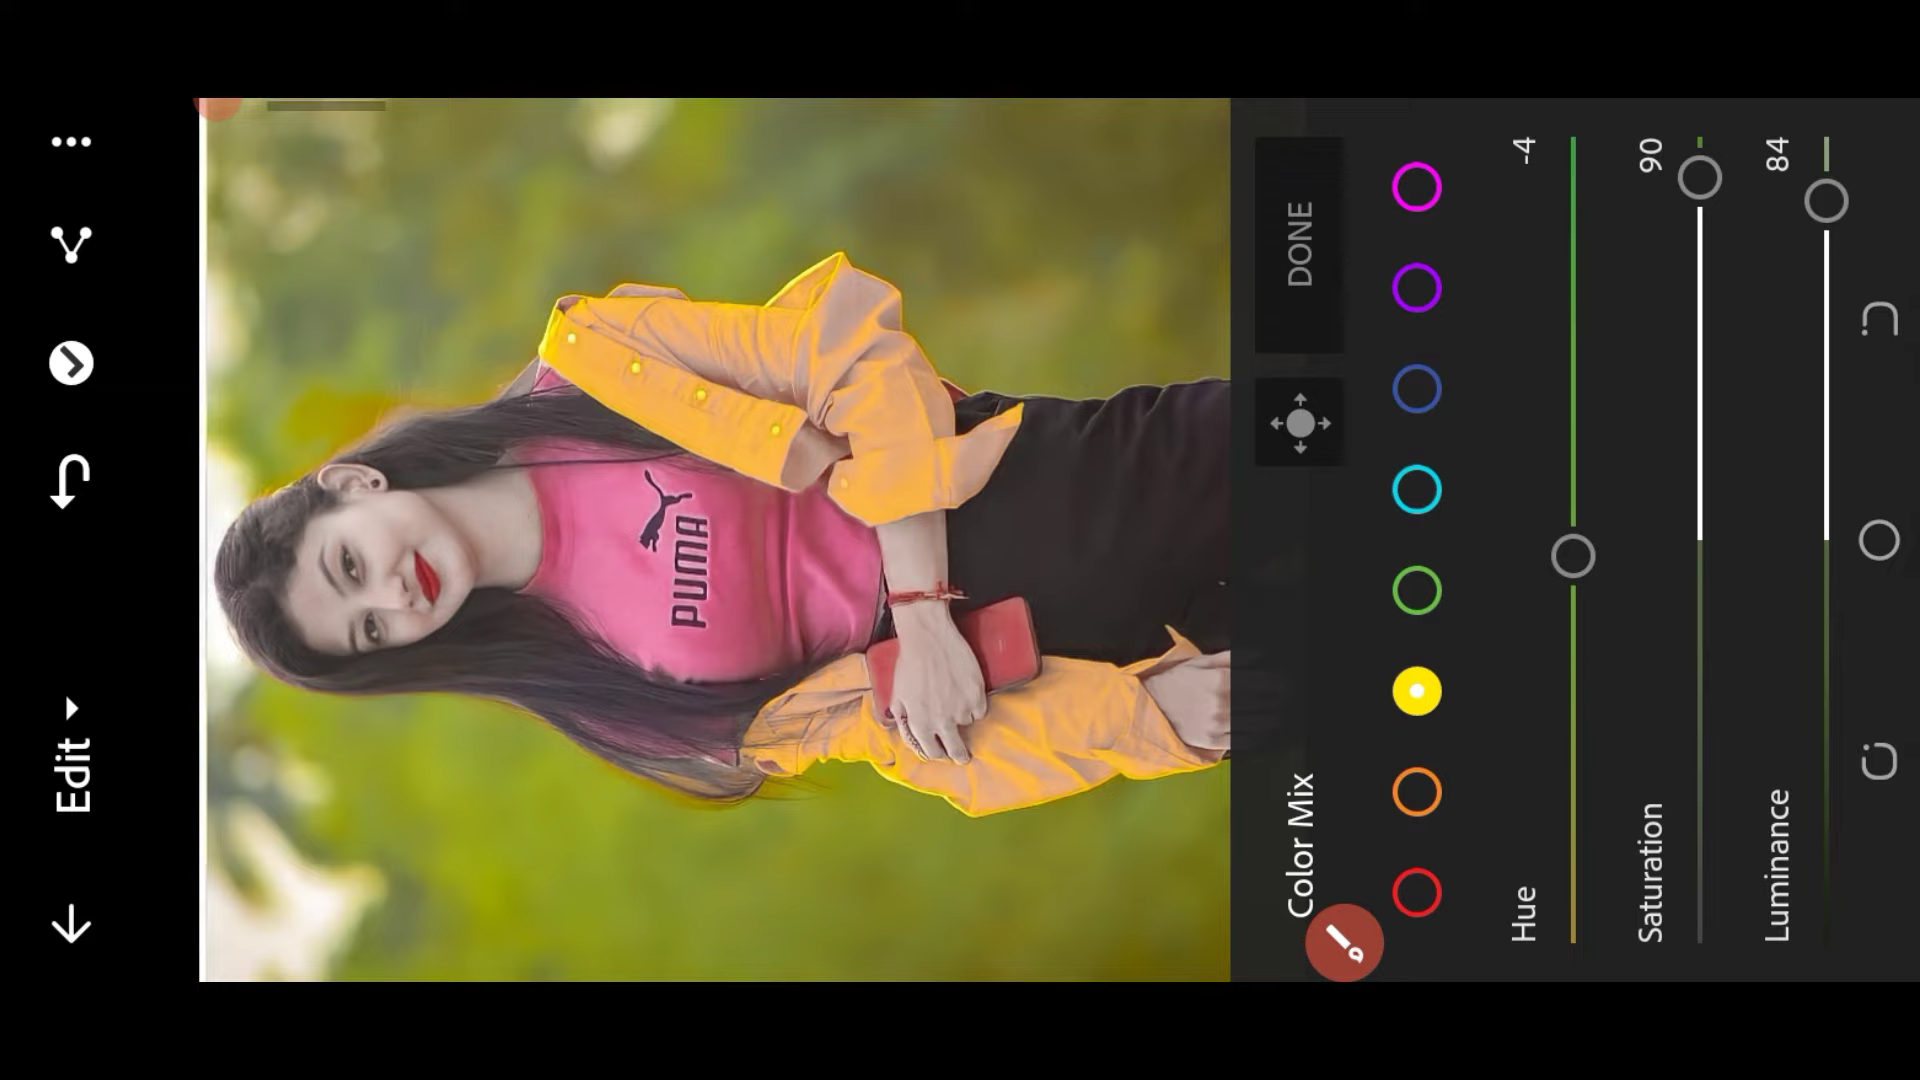 Edit
PUMA
Color Mix
DONE
Hue
-4
Saturation
90
Luminance
84